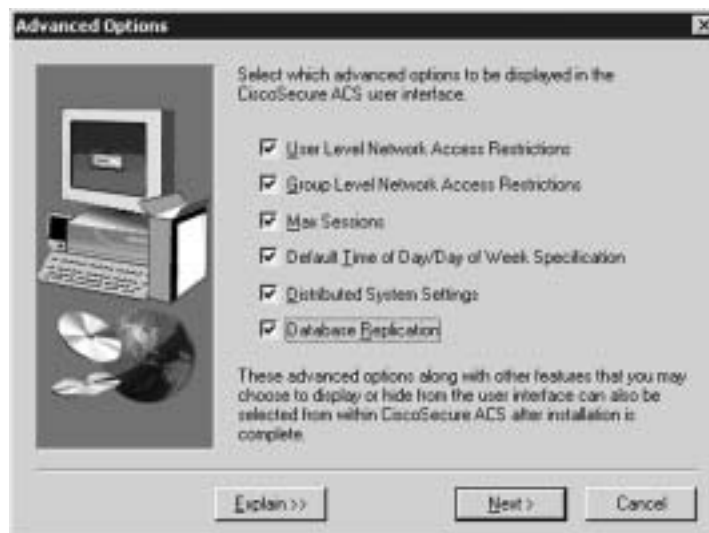 Advanced Options
Select which advanced options to be displayed in the
CiscoSecure ACS user interface.
User Level Network Access Restrictions
Group Level Network Access Restrictions
Max Sessions
Default Time of Day/Day of Week Specification
Distributed System Settings
Database Replication
These advanced options along with other features that you may
choose to display or hide from the user interface can also be
selected from within CiscoSecure ACS after installation is
complete.
Explain >>
Next >
Cancel